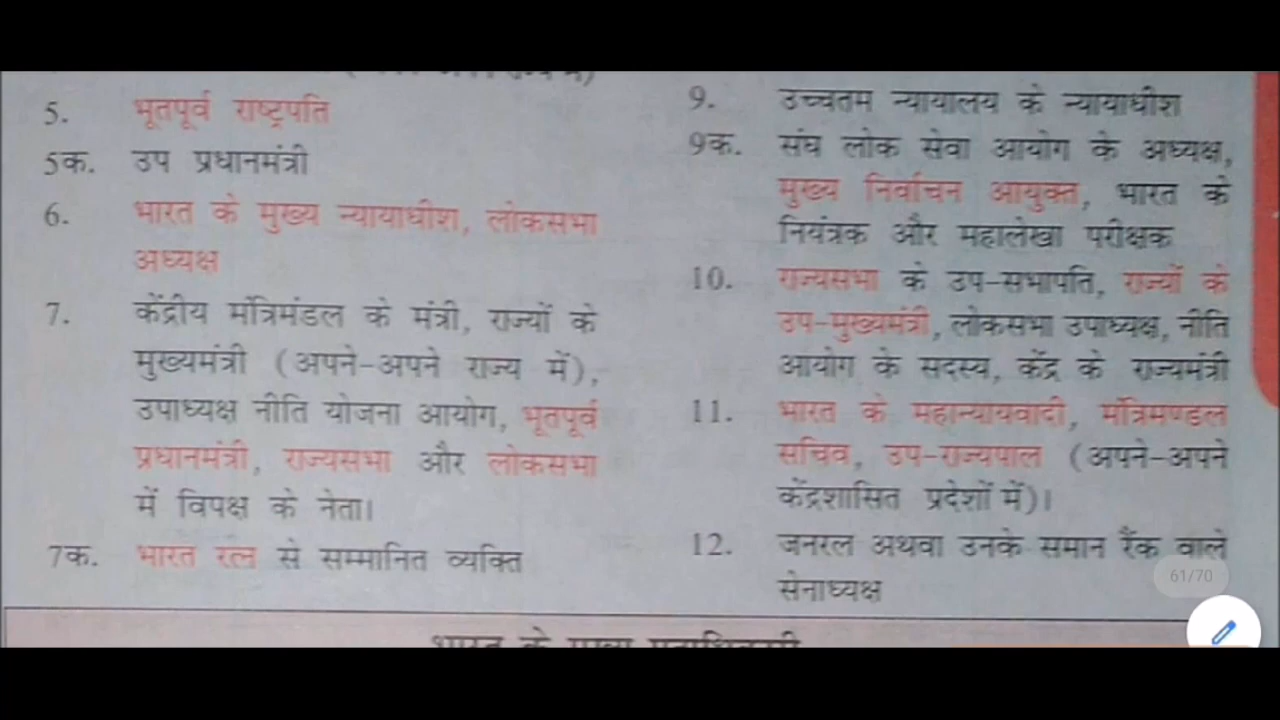 5. भूतपूर्व राष्ट्रपति
5क. उप प्रधानमंत्री
6. भारत के मुख्य न्यायाधीश, लोकसभा
अध्यक्ष
7. केंद्रीय मंत्रिमंडल के मंत्री, राज्यों के
मुख्यमंत्री (अपने-अपने राज्य में),
उपाध्यक्ष नीति योजना आयोग, भूतपूर्व
प्रधानमंत्री, राज्यसभा और लोकसभा
में विपक्ष के नेता।
7क. भारत रत्न से सम्मानित व्यक्ति
9. उच्चतम न्यायालय के न्यायाधीश
9क. संघ लोक सेवा आयोग के अध्यक्ष,
मुख्य निर्वाचन आयुक्त, भारत के
नियंत्रक और महालेखा परीक्षक
10. राज्यसभा के उप-सभापति, राज्यों के
उप-मुख्यमंत्री, लोकसभा उपाध्यक्ष, नीति
आयोग के सदस्य, केंद्र के राज्यमंत्री
11. भारत के महान्यायवादी, मंत्रिमण्डल
सचिव, उप-राज्यपाल (अपने-अपने
केंद्रशासित प्रदेशों में)।
12. जनरल अथवा उनके समान रैंक वाले
सेनाध्यक्ष
61/70
भारत के